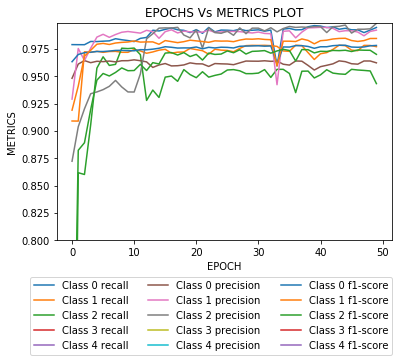 EPOCHS Vs METRICS PLOT
METRICS
0.975
0.950
0.925
0.900
0.875
0.850
0.825
0.800
0 10 20 30 40 50
EPOCH
Class 0 recall Class 0 precision Class 0 f1-score
Class 1 recall Class 1 precision Class 1 f1-score
Class 2 recall Class 2 precision Class 2 f1-score
Class 3 recall Class 3 precision Class 3 f1-score
Class 4 recall Class 4 precision Class 4 f1-score